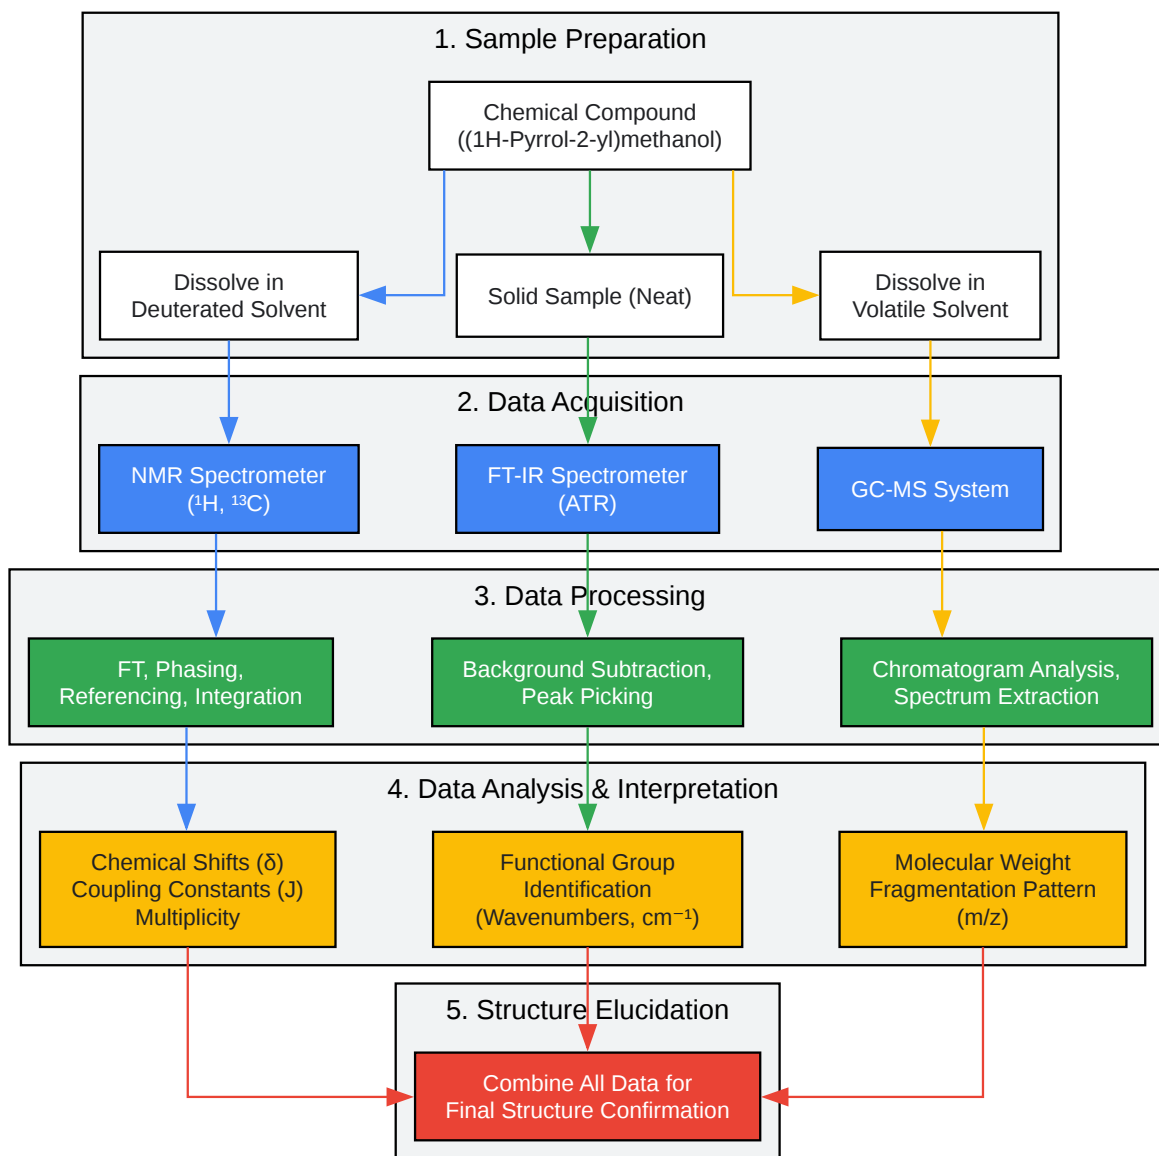 1. Sample Preparation
Chemical Compound
((1H-Pyrrol-2-yl)methanol)
Dissolve in
Deuterated Solvent
Solid Sample (Neat)
Dissolve in
Volatile Solvent
2. Data Acquisition
NMR Spectrometer
(¹H, ¹³C)
FT-IR Spectrometer
(ATR)
GC-MS System
3. Data Processing
FT, Phasing,
Referencing, Integration
Background Subtraction,
Peak Picking
Chromatogram Analysis,
Spectrum Extraction
4. Data Analysis & Interpretation
Chemical Shifts (δ)
Coupling Constants (J)
Multiplicity
Functional Group
Identification
(Wavenumbers, cm⁻¹)
Molecular Weight
Fragmentation Pattern
(m/z)
5. Structure Elucidation
Combine All Data for
Final Structure Confirmation